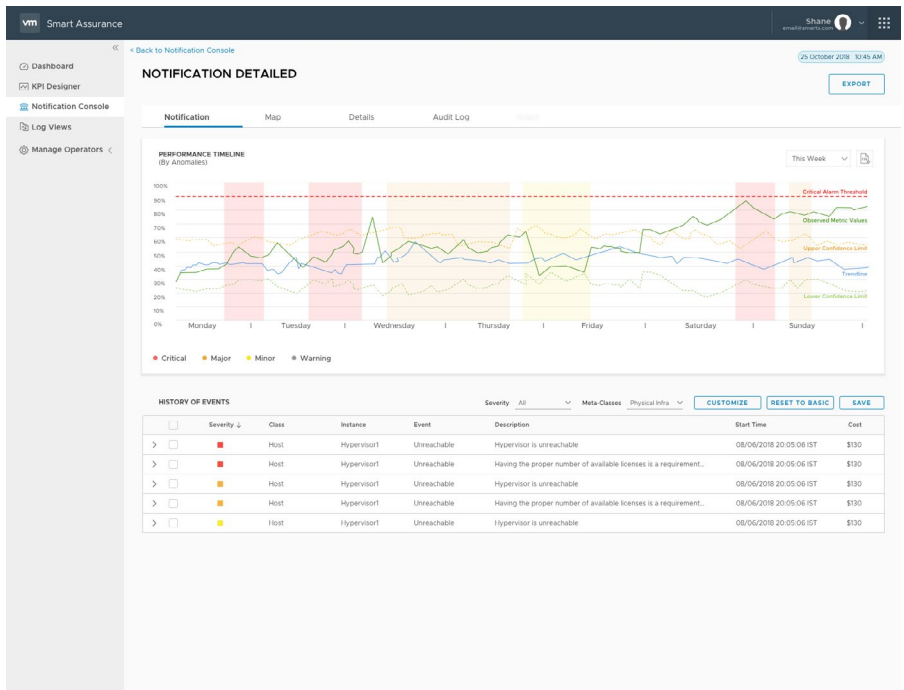 vm Smart Assurance
Shane
email@smarts.com
Dashboard
KPI Designer
Notification Console
Log Views
Manage Operators
< Back to Notification Console
25 October 2018 10:45 AM
NOTIFICATION DETAILED
EXPORT
Notification Map Details Audit Log
PERFORMANCE TIMELINE
(By Anomalies)
This Week
100%
90%
80%
70%
60%
50%
40%
30%
20%
10%
0%
Critical Alarm Threshold
Observed Metric Values
Upper Confidence Limit
Trendline
Lower Confidence Limit
Monday Tuesday Wednesday Thursday Friday Saturday Sunday
Critical Major Minor Warning
HISTORY OF EVENTS
Severity All Meta-Classes Physical Infra CUSTOMIZE RESET TO BASIC SAVE
Severity Class Instance Event Description Start Time Cost
Host Hypervisor1 Unreachable Hypervisor is unreachable 08/06/2018 20:05:06 IST $130
Host Hypervisor1 Unreachable Having the proper number of available licenses is a requirement... 08/06/2018 20:05:06 IST $130
Host Hypervisor1 Unreachable Hypervisor is unreachable 08/06/2018 20:05:06 IST $130
Host Hypervisor1 Unreachable Having the proper number of available licenses is a requirement... 08/06/2018 20:05:06 IST $130
Host Hypervisor1 Unreachable Hypervisor is unreachable 08/06/2018 20:05:06 IST $130